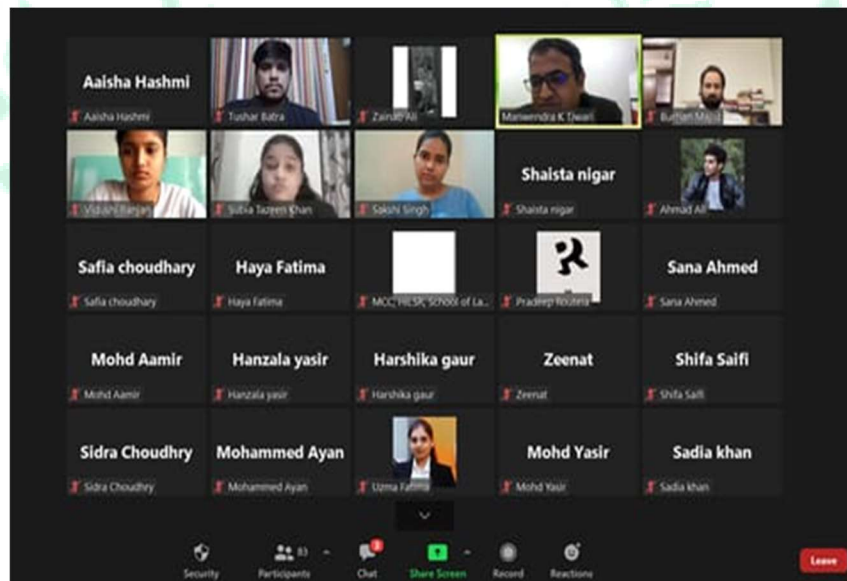 Aaisha Hashmi
Aaisha Hashmi
Tushar Batra
Zainab Ali
Manwendra K Tiwari
Burhan Majid
Vidushi Ranjan
Subia Tazeen Khan
Sakshi Singh
Shaista nigar
Shaista nigar
Ahmad Ali
Safia choudhary
Safia choudhary
Haya Fatima
Haya Fatima
MCC, HILSR, School of La...
Pradeep
Sana Ahmed
Sana Ahmed
Mohd Aamir
Mohd Aamir
Hanzala yasir
Hanzala yasir
Harshika gaur
Harshika gaur
Zeenat
Zeenat
Shifa Saifi
Shifa Saifi
Sidra Choudhry
Sidra Choudhry
Mohammed Ayan
Mohammed Ayan
Uzma Fatima
Mohd Yasir
Mohd Yasir
Sadia khan
Sadia khan
83
3
Security
Participants
Chat
Share Screen
Record
Reactions
Leave